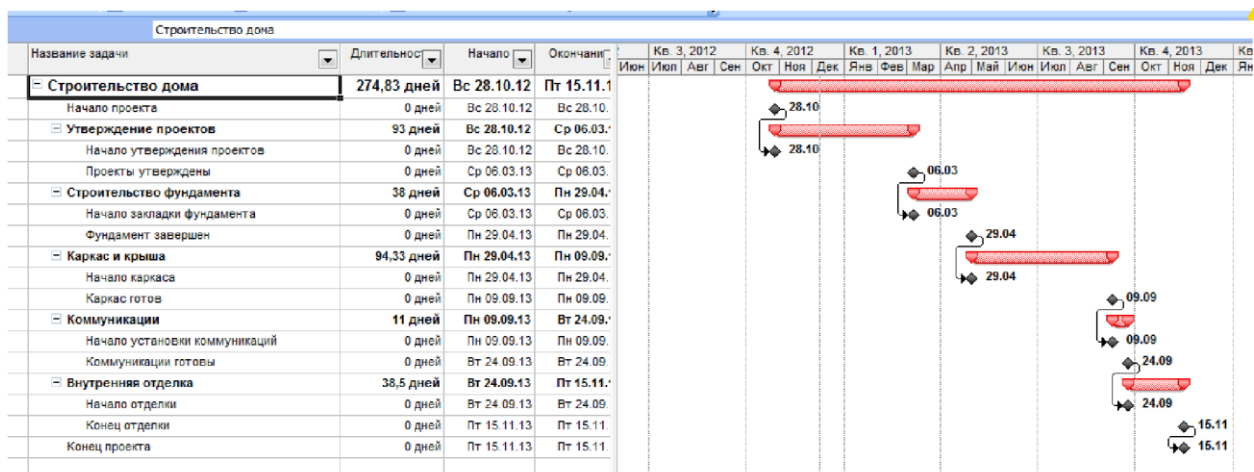 Строительство дома
Название задачи Длительност Начало Окончани Кв. 3, 2012 Кв. 4, 2012 Кв. 1, 2013 Кв. 2, 2013 Кв. 3, 2013 Кв. 4, 2013 Кв
Июн Июл Авг Сен Окт Ноя Дек Янв Фев Мар Апр Май Июн Июл Авг Сен Окт Ноя Дек Ян
Строительство дома 274,83 дней Вс 28.10.12 Пт 15.11.1
Начало проекта 0 дней Вс 28.10.12 Вс 28.10. 28.10
Утверждение проектов 93 дней Вс 28.10.12 Ср 06.03.
Начало утверждения проектов 0 дней Вс 28.10.12 Вс 28.10. 28.10
Проекты утверждены 0 дней Ср 06.03.13 Ср 06.03. 06.03
Строительство фундамента 38 дней Ср 06.03.13 Пн 29.04.
Начало закладки фундамента 0 дней Ср 06.03.13 Ср 06.03. 06.03
Фундамент завершен 0 дней Пн 29.04.13 Пн 29.04. 29.04
Каркас и крыша 94,33 дней Пн 29.04.13 Пн 09.09.
Начало каркаса 0 дней Пн 29.04.13 Пн 29.04. 29.04
Каркас готов 0 дней Пн 09.09.13 Пн 09.09. 09.09
Коммуникации 11 дней Пн 09.09.13 Вт 24.09.
Начало установки коммуникаций 0 дней Пн 09.09.13 Пн 09.09. 09.09
Коммуникации готовы 0 дней Вт 24.09.13 Вт 24.09. 24.09
Внутренняя отделка 38,5 дней Вт 24.09.13 Пт 15.11.
Начало отделки 0 дней Вт 24.09.13 Вт 24.09. 24.09
Конец отделки 0 дней Пт 15.11.13 Пт 15.11. 15.11
Конец проекта 0 дней Пт 15.11.13 Пт 15.11. 15.11